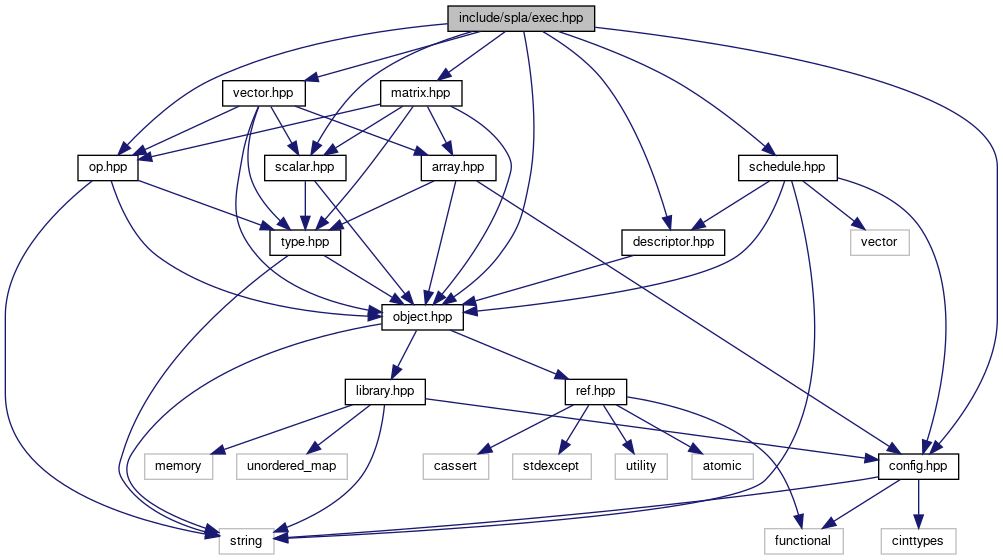 include/spla/exec.hpp
vector.hpp
matrix.hpp
op.hpp
scalar.hpp
array.hpp
schedule.hpp
type.hpp
descriptor.hpp
vector
object.hpp
library.hpp
ref.hpp
memory
unordered_map
cassert
stdexcept
utility
atomic
config.hpp
string
functional
cinttypes